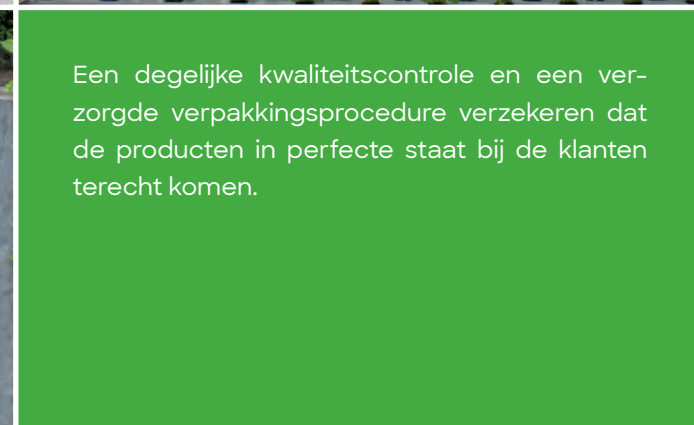 Een degelijke kwaliteitscontrole en een ver-
zorgde verpakkingsprocedure verzekeren dat
de producten in perfecte staat bij de klanten
terecht komen.